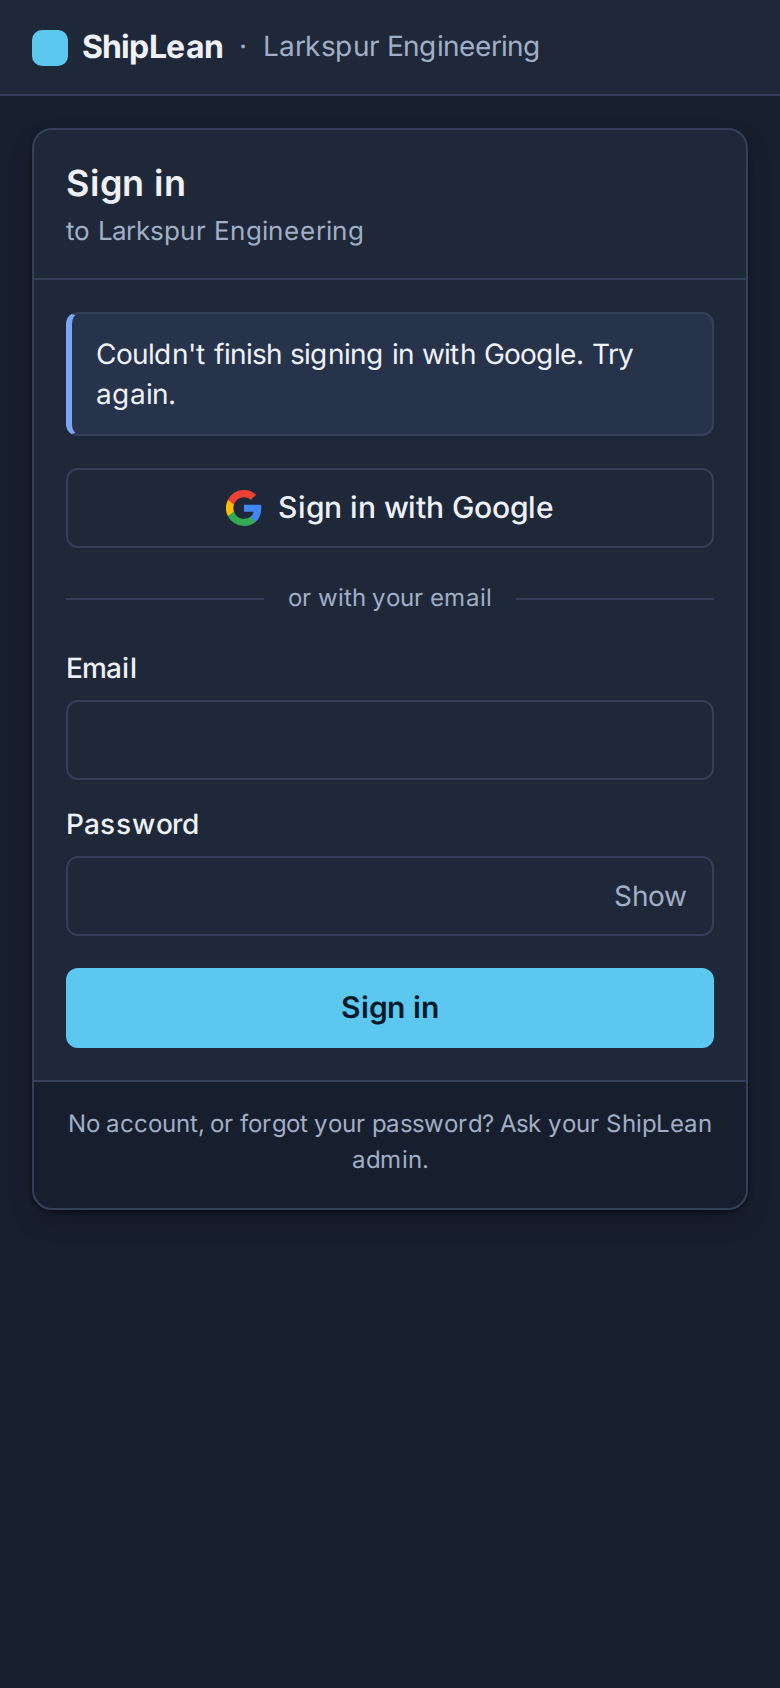 ShipLean · Larkspur Engineering
Sign in
to Larkspur Engineering
Couldn't finish signing in with Google. Try
again.
Sign in with Google
or with your email
Email
Password
Show
Sign in
No account, or forgot your password? Ask your ShipLean
admin.